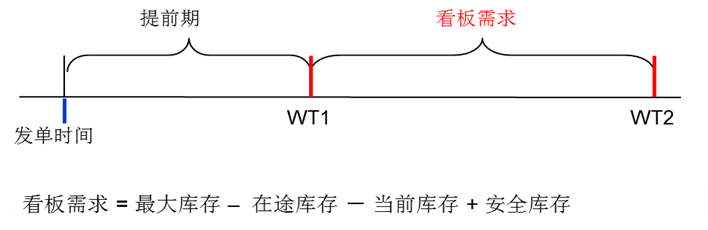 提前期 看板需求
WT1 WT2
发单时间
看板需求 = 最大库存 – 在途库存 － 当前库存 + 安全库存